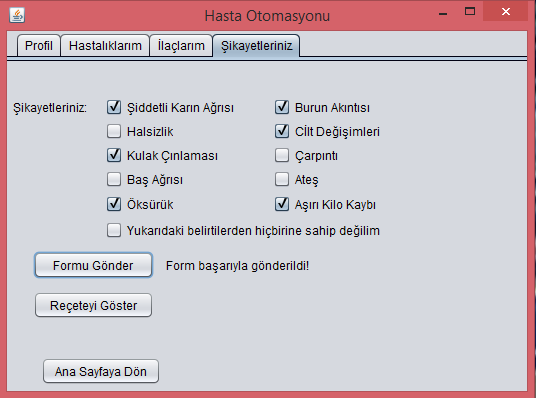 Hasta Otomasyonu
Profil Hastalıklarım İlaçlarım Şikayetleriniz
Şikayetleriniz: Şiddetli Karın Ağrısı Burun Akıntısı
Halsizlik Cİlt Değişimleri
Kulak Çınlaması Çarpıntı
Baş Ağrısı Ateş
Öksürük Aşırı Kilo Kaybı
Yukarıdaki belirtilerden hiçbirine sahip değilim
Formu Gönder Form başarıyla gönderildi!
Reçeteyi Göster
Ana Sayfaya Dön